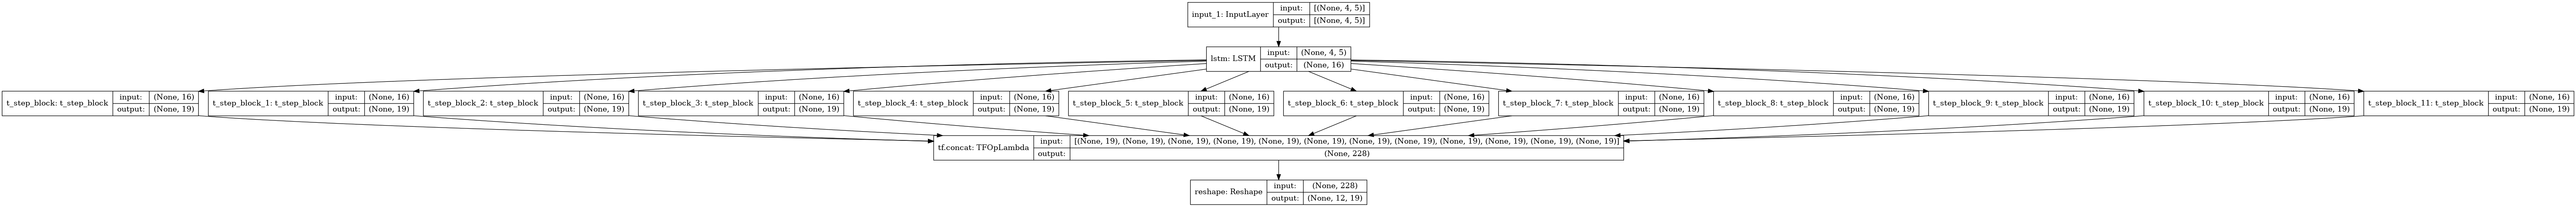 input_1: InputLayer
input: [(None, 4, 5)]
output: [(None, 4, 5)]
lstm: LSTM
input: (None, 4, 5)
output: (None, 16)
t_step_block: t_step_block
input: (None, 16)
output: (None, 19)
t_step_block_1: t_step_block
input: (None, 16)
output: (None, 19)
t_step_block_2: t_step_block
input: (None, 16)
output: (None, 19)
t_step_block_3: t_step_block
input: (None, 16)
output: (None, 19)
t_step_block_4: t_step_block
input: (None, 16)
output: (None, 19)
t_step_block_5: t_step_block
input: (None, 16)
output: (None, 19)
t_step_block_6: t_step_block
input: (None, 16)
output: (None, 19)
t_step_block_7: t_step_block
input: (None, 16)
output: (None, 19)
t_step_block_8: t_step_block
input: (None, 16)
output: (None, 19)
t_step_block_9: t_step_block
input: (None, 16)
output: (None, 19)
t_step_block_10: t_step_block
input: (None, 16)
output: (None, 19)
t_step_block_11: t_step_block
input: (None, 16)
output: (None, 19)
tf.concat: TFOpLambda
input: [(None, 19), (None, 19), (None, 19), (None, 19), (None, 19), (None, 19), (None, 19), (None, 19), (None, 19), (None, 19), (None, 19), (None, 19)]
output: (None, 228)
reshape: Reshape
input: (None, 228)
output: (None, 12, 19)